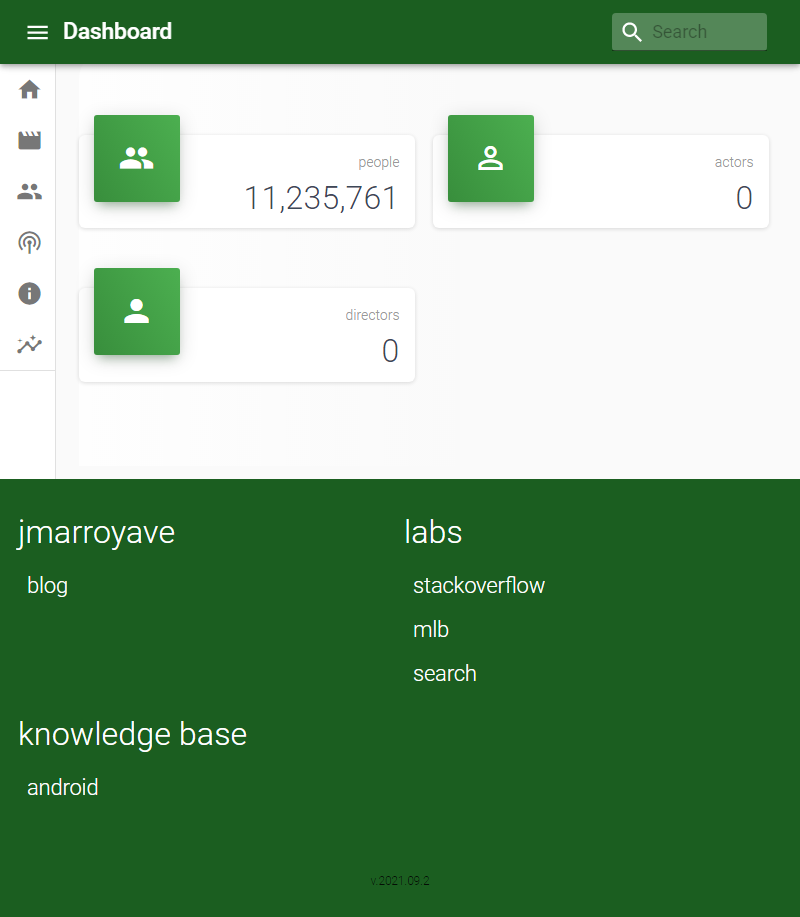 Dashboard
Search
people
11,235,761
actors
0
directors
0
jmarroyave
blog
labs
stackoverflow
mlb
search
knowledge base
android
v.2021.09.2